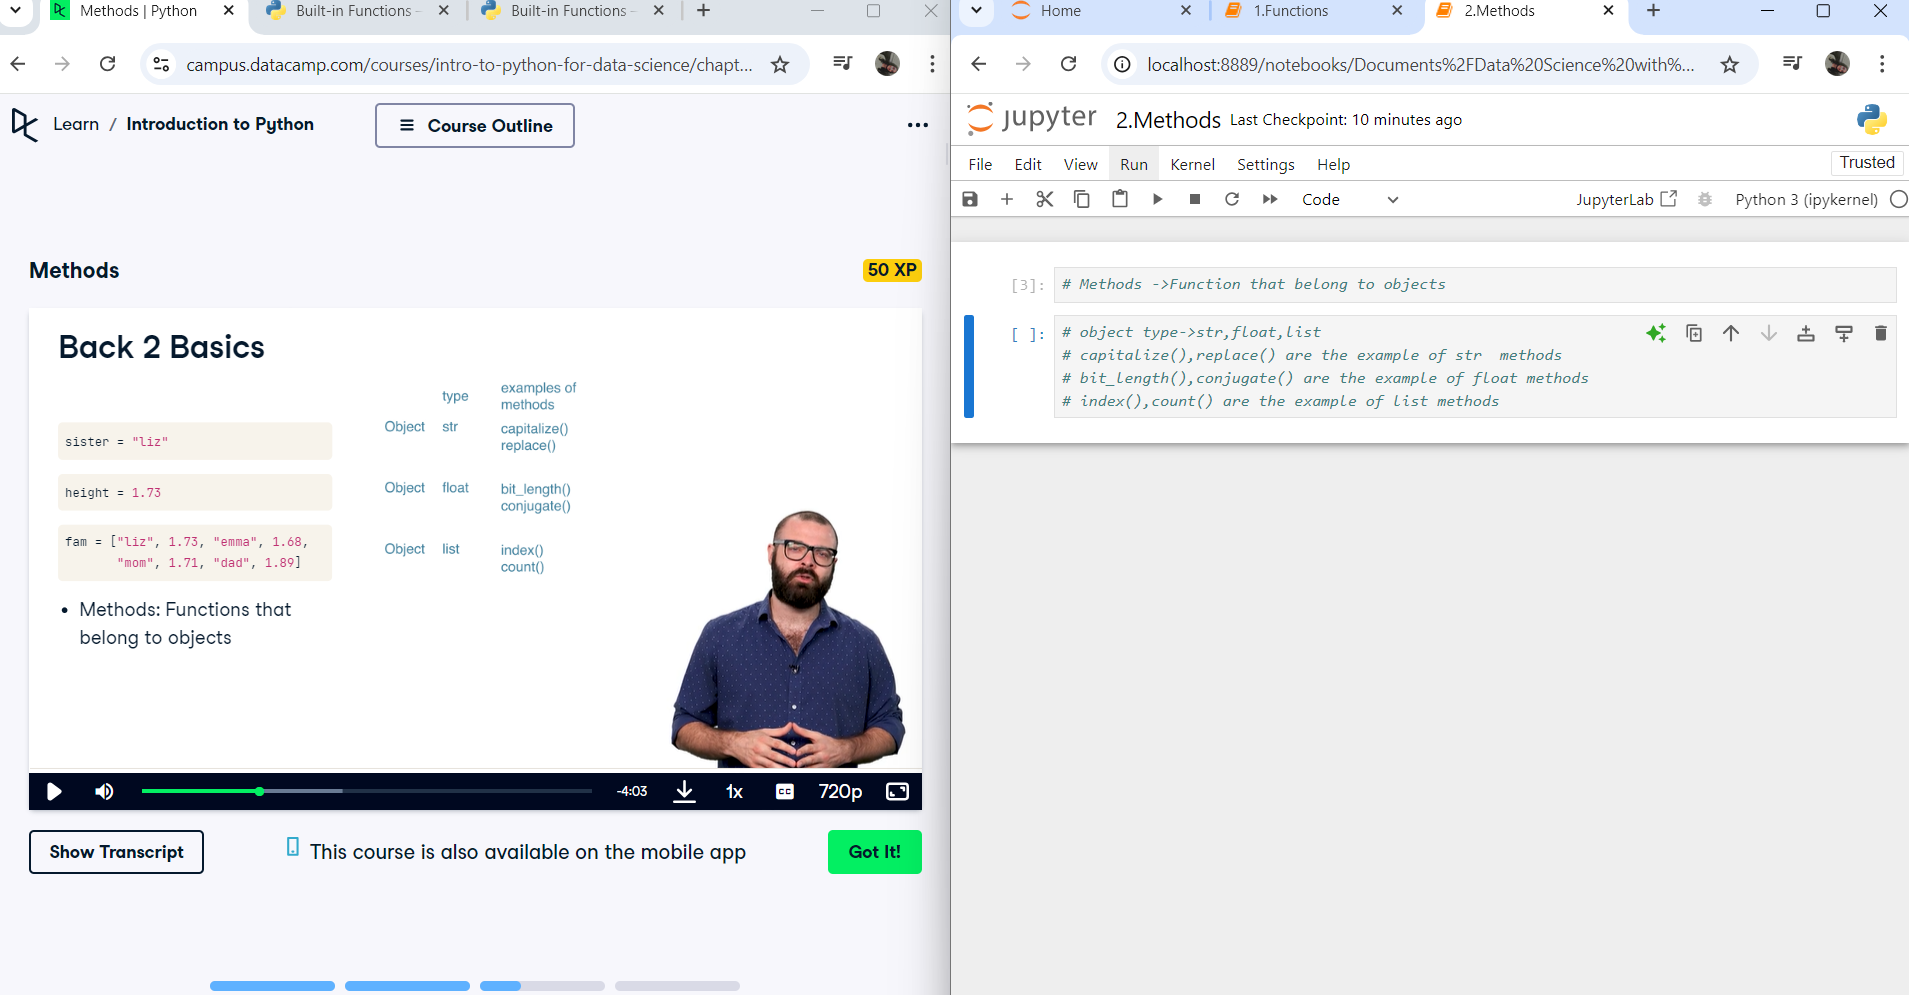 Methods | Python
Built-in Functions -
Built-in Functions -
campus.datacamp.com/courses/intro-to-python-for-data-science/chapt...
Learn / Introduction to Python
Course Outline
Methods
50 XP
Back 2 Basics
type
examples of
methods
Object str capitalize()
replace()
sister = "liz"
height = 1.73
Object float bit_length()
conjugate()
fam = ["liz", 1.73, "emma", 1.68,
"mom", 1.71, "dad", 1.89]
Object list index()
count()
• Methods: Functions that
belong to objects
-4:03
1x
CC
720p
Show Transcript
This course is also available on the mobile app
Got It!
Home
1.Functions
2.Methods
localhost:8889/notebooks/Documents%2FData%20Science%20with%...
jupyter 2.Methods Last Checkpoint: 10 minutes ago
File Edit View Run Kernel Settings Help
Trusted
Code
JupyterLab
Python 3 (ipykernel)
[3]: # Methods ->Function that belong to objects
[ ]: # object type->str,float,list
# capitalize(),replace() are the example of str  methods
# bit_length(),conjugate() are the example of float methods
# index(),count() are the example of list methods